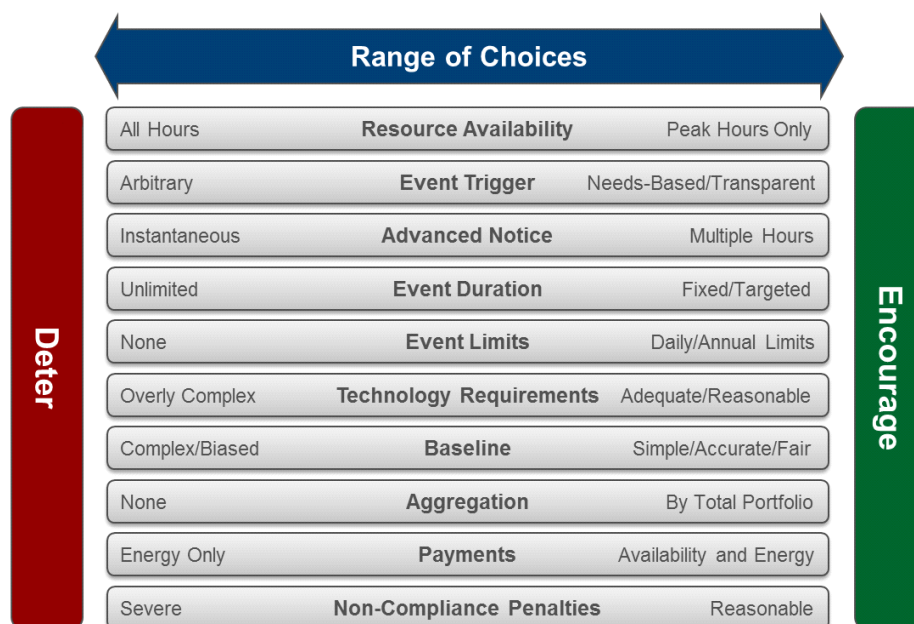 Range of Choices
Deter
All Hours Resource Availability Peak Hours Only
Arbitrary Event Trigger Needs-Based/Transparent
Instantaneous Advanced Notice Multiple Hours
Unlimited Event Duration Fixed/Targeted
None Event Limits Daily/Annual Limits
Overly Complex Technology Requirements Adequate/Reasonable
Complex/Biased Baseline Simple/Accurate/Fair
None Aggregation By Total Portfolio
Energy Only Payments Availability and Energy
Severe Non-Compliance Penalties Reasonable
Encourage